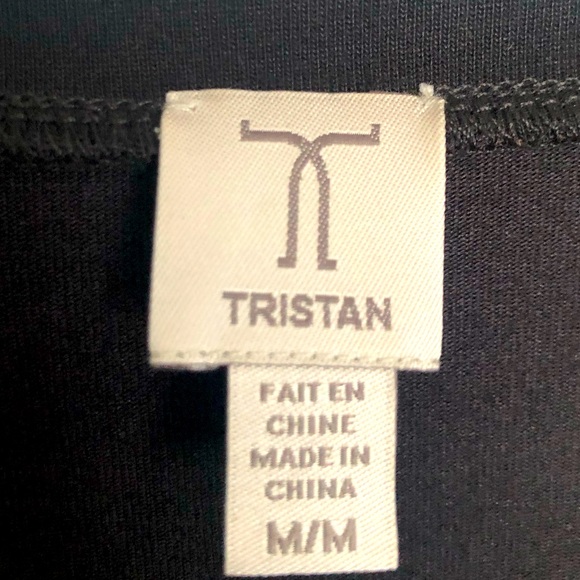 TRISTAN
FAIT EN
CHINE
MADE IN
CHINA
M/M